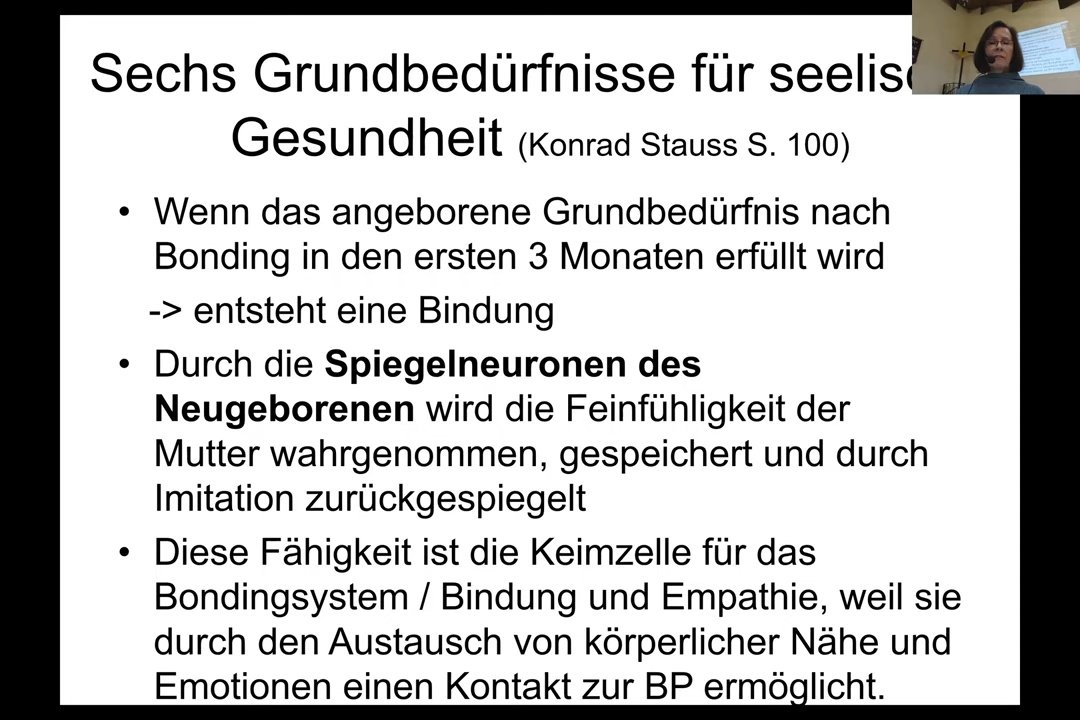 Sechs Grundbedürfnisse für
Gesundheit (Konrad Stauss S. 100)
• Wenn das angeborene Grundbedürfnis nach
Bonding in den ersten 3 Monaten erfüllt wird
-> entsteht eine Bindung
• Durch die Spiegelneuronen des
Neugeborenen wird die Feinfühligkeit der
Mutter wahrgenommen, gespeichert und durch
Imitation zurückgespiegelt
• Diese Fähigkeit ist die Keimzelle für das
Bondingsystem / Bindung und Empathie, weil sie
durch den Austausch von körperlicher Nähe und
Emotionen einen Kontakt zur BP ermöglicht.